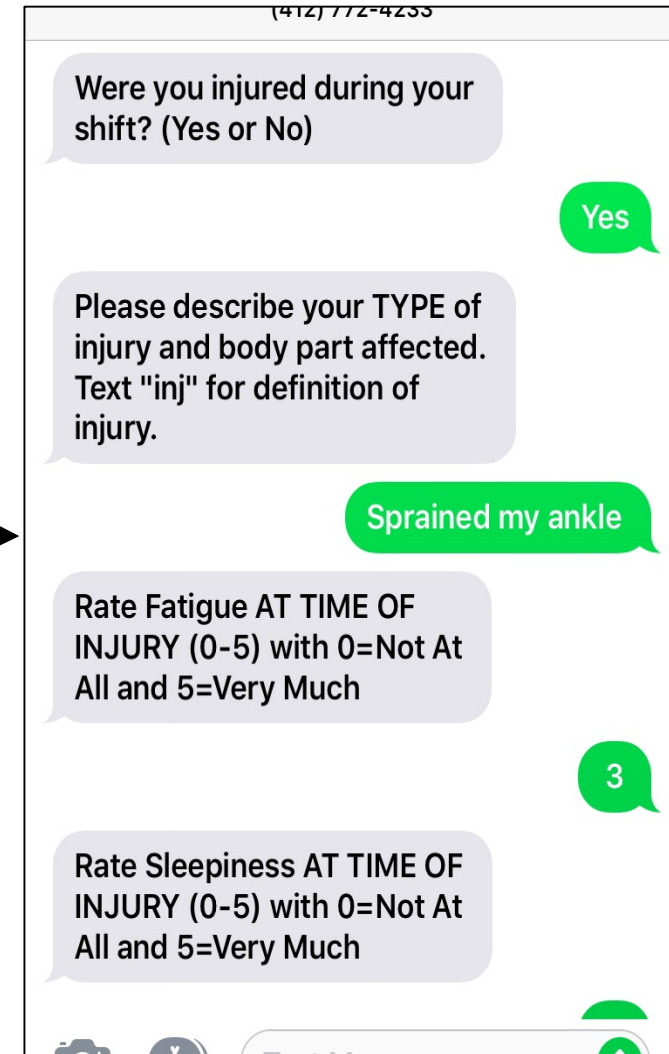 (412) 772-4233
Were you injured during your
shift? (Yes or No)
Yes
Please describe your TYPE of
injury and body part affected.
Text "inj" for definition of
injury.
Sprained my ankle
Rate Fatigue AT TIME OF
INJURY (0-5) with 0=Not At
All and 5=Very Much
3
Rate Sleepiness AT TIME OF
INJURY (0-5) with 0=Not At
All and 5=Very Much